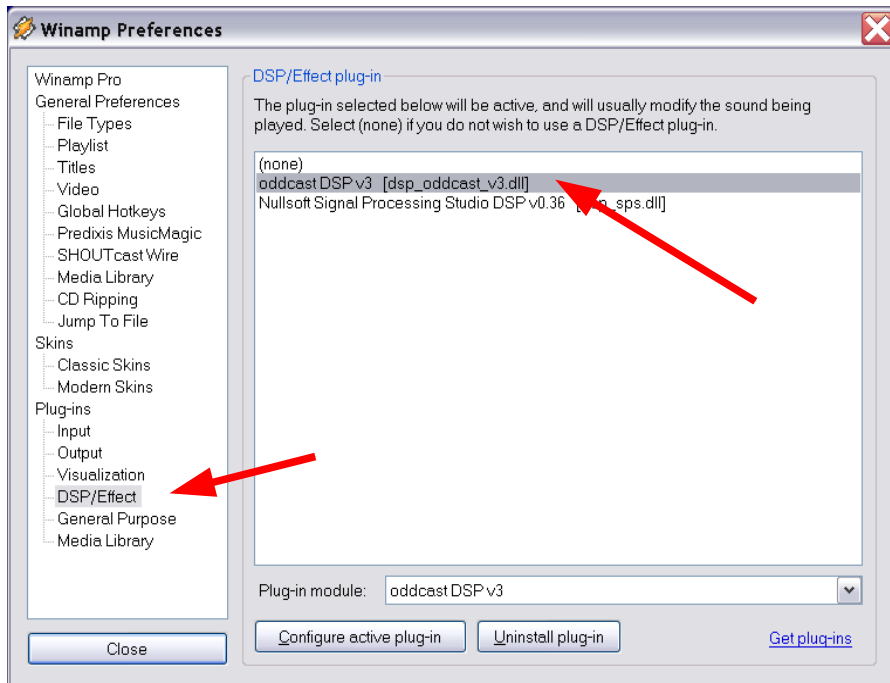 Winamp Preferences
Winamp Pro
General Preferences
File Types
Playlist
Titles
Video
Global Hotkeys
Predixis MusicMagic
SHOUTcast Wire
Media Library
CD Ripping
Jump To File
Skins
Classic Skins
Modern Skins
Plug-ins
Input
Output
Visualization
DSP/Effect
General Purpose
Media Library
Close
DSP/Effect plug-in
The plug-in selected below will be active, and will usually modify the sound being
played. Select (none) if you do not wish to use a DSP/Effect plug-in.
(none)
oddcast DSP v3 [dsp_oddcast_v3.dll]
Nullsoft Signal Processing Studio DSP v0.36
Plug-in module: oddcast DSP v3
Configure active plug-in Uninstall plug-in Get plug-ins